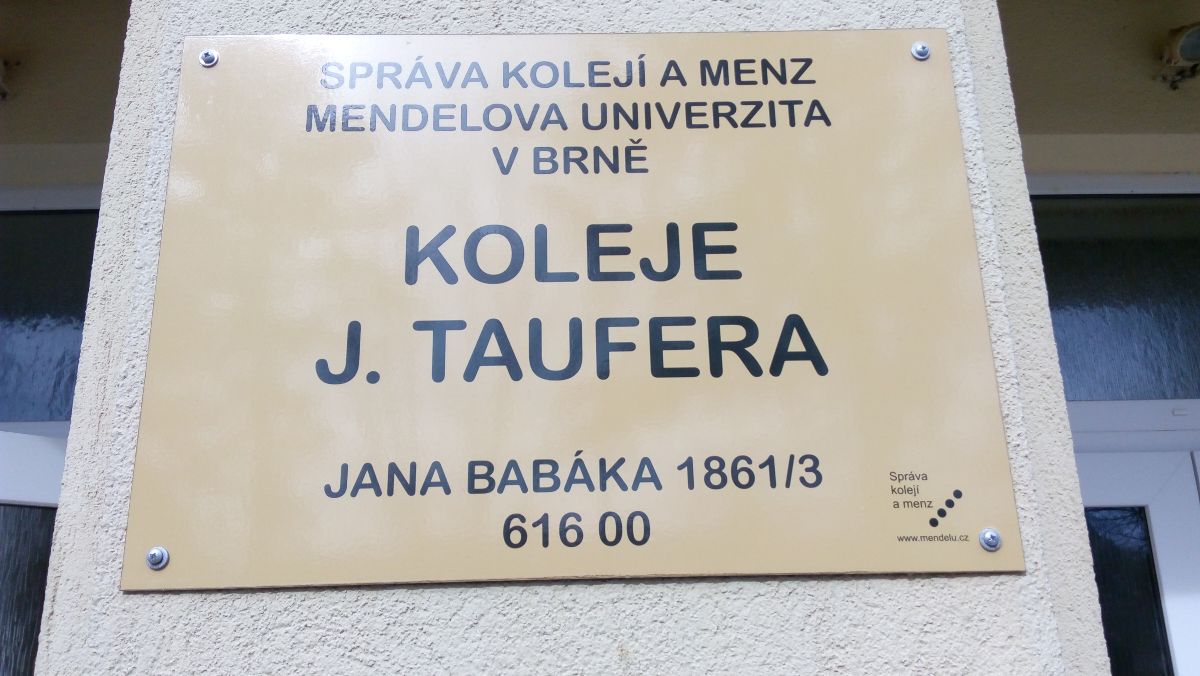 SPRÁVA KOLEJÍ A MENZ
MENDELOVA UNIVERZITA
V BRNĚ
KOLEJE
J. TAUFERA
JANA BABÁKA 1861/3
616 00
Správa
kolejí
a menz
www.mendelu.cz